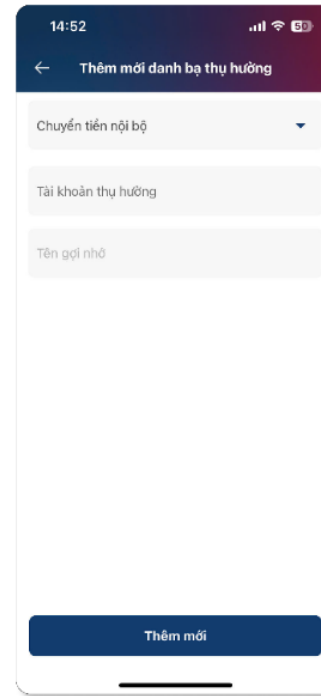 14:52
50
Thêm mới danh bạ thụ hưởng
Chuyển tiền nội bộ
Tài khoản thụ hưởng
Tên gợi nhớ
Thêm mới